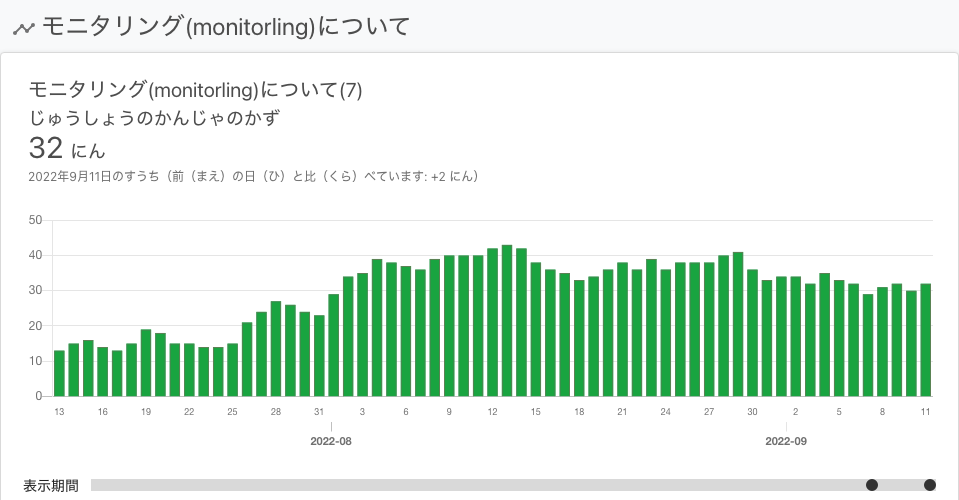 モニタリング(monitorling)について
モニタリング(monitorling)について(7)
じゅうしょうのかんじゃのかず
32 にん
2022年9月11日のすうち（前（まえ）の日（ひ）と比（くら）べています: +2 にん）
50
40
30
20
10
0
13 16 19 22 25 28 31 3 6 9 12 15 18 21 24 27 30 2 5 8 11
2022-08 2022-09
表示期間